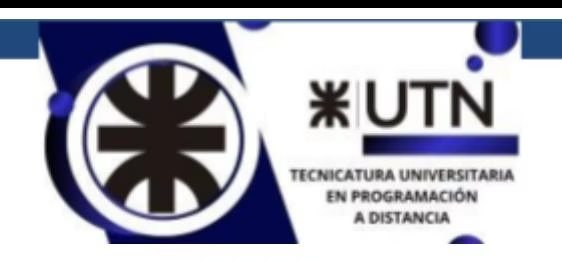 UTN
TECNICATURA UNIVERSITARIA
EN PROGRAMACIÓN
A DISTANCIA